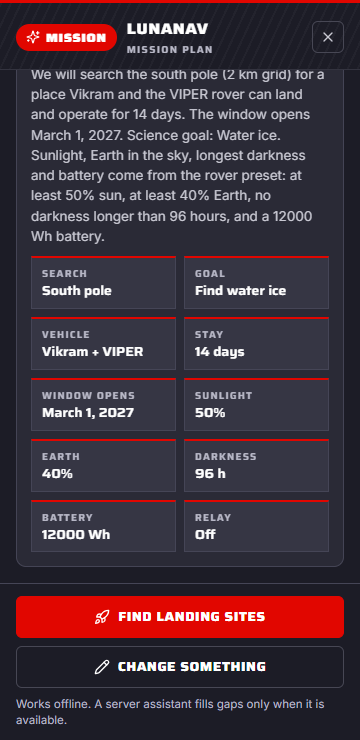 MISSION
LUNANAV
MISSION PLAN
We will search the south pole (2 km grid) for a
place Vikram and the VIPER rover can land
and operate for 14 days. The window opens
March 1, 2027. Science goal: Water ice.
Sunlight, Earth in the sky, longest darkness
and battery come from the rover preset: at
least 50% sun, at least 40% Earth, no
darkness longer than 96 hours, and a 12000
Wh battery.
SEARCH
South pole
GOAL
Find water ice
VEHICLE
Vikram + VIPER
STAY
14 days
WINDOW OPENS
March 1, 2027
SUNLIGHT
50%
EARTH
40%
DARKNESS
96 h
BATTERY
12000 Wh
RELAY
Off
FIND LANDING SITES
CHANGE SOMETHING
Works offline. A server assistant fills gaps only when it is
available.